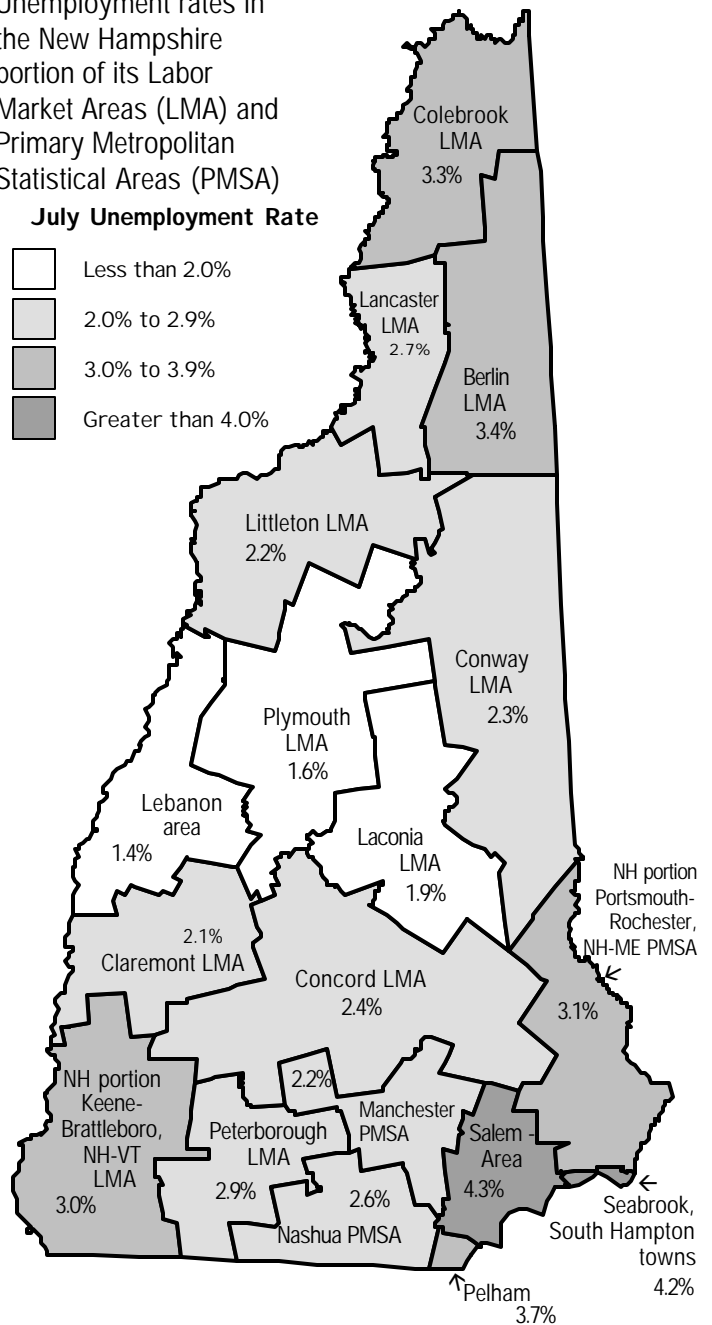 Unemployment rates in
the New Hampshire
portion of its Labor
Market Areas (LMA) and
Primary Metropolitan
Statistical Areas (PMSA)
July Unemployment Rate
Less than 2.0%
2.0% to 2.9%
3.0% to 3.9%
Greater than 4.0%
Colebrook
LMA
3.3%
Lancaster
LMA
2.7%
Berlin
LMA
3.4%
Littleton LMA
2.2%
Conway
LMA
2.3%
Plymouth
LMA
1.6%
Lebanon
area
1.4%
Laconia
LMA
1.9%
NH portion
Portsmouth-
Rochester,
NH-ME PMSA
3.1%
2.1%
Claremont LMA
Concord LMA
2.4%
NH portion
Keene-
Brattleboro,
NH-VT
LMA
3.0%
2.2%
Manchester
PMSA
Peterborough
LMA
2.9%
Salem -
Area
4.3%
2.6%
Nashua PMSA
Seabrook,
South Hampton
towns
4.2%
Pelham
3.7%